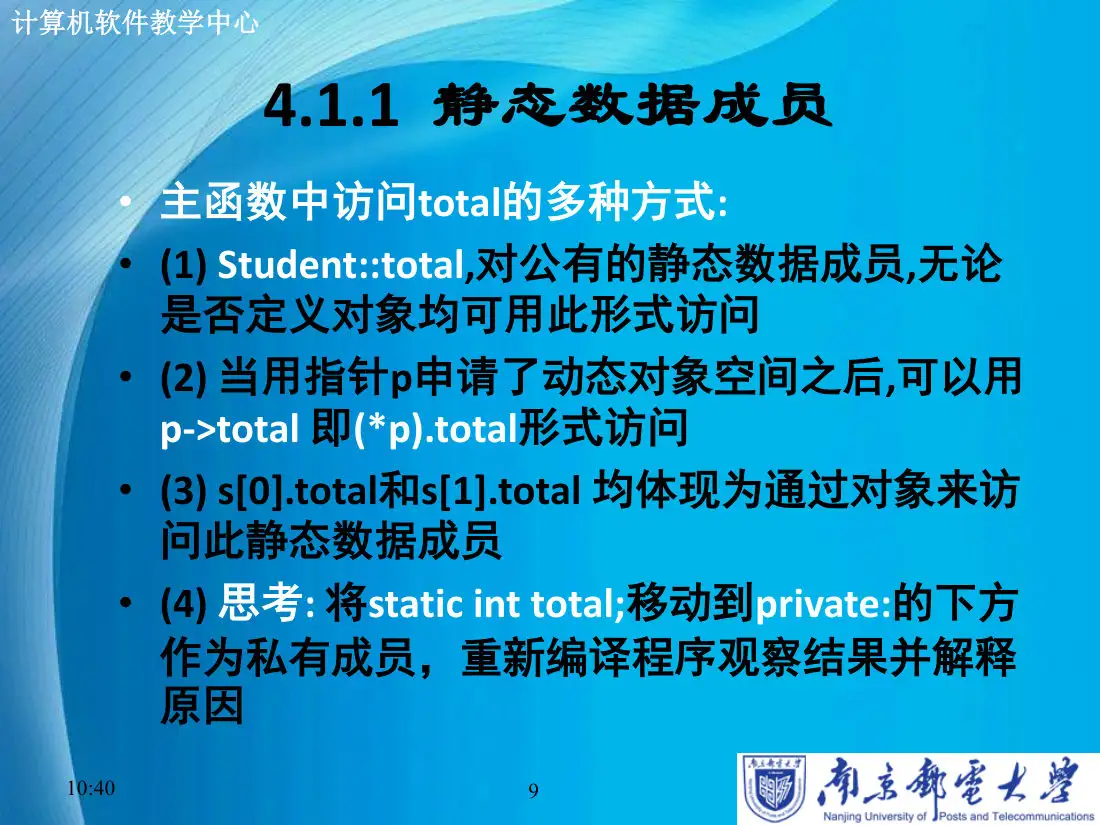 计算机软件教学中心
4.1.1 静态数据成员
• 主函数中访问total的多种方式:
• (1) Student::total,对公有的静态数据成员,无论
是否定义对象均可用此形式访问
• (2) 当用指针p申请了动态对象空间之后,可以用
p->total 即(*p).total形式访问
• (3) s[0].total和s[1].total 均体现为通过对象来访
问此静态数据成员
• (4) 思考: 将static int total;移动到private:的下方
作为私有成员，重新编译程序观察结果并解释
原因
10:40
9
南京郵電大學
Nanjing University of Posts and Telecommunications